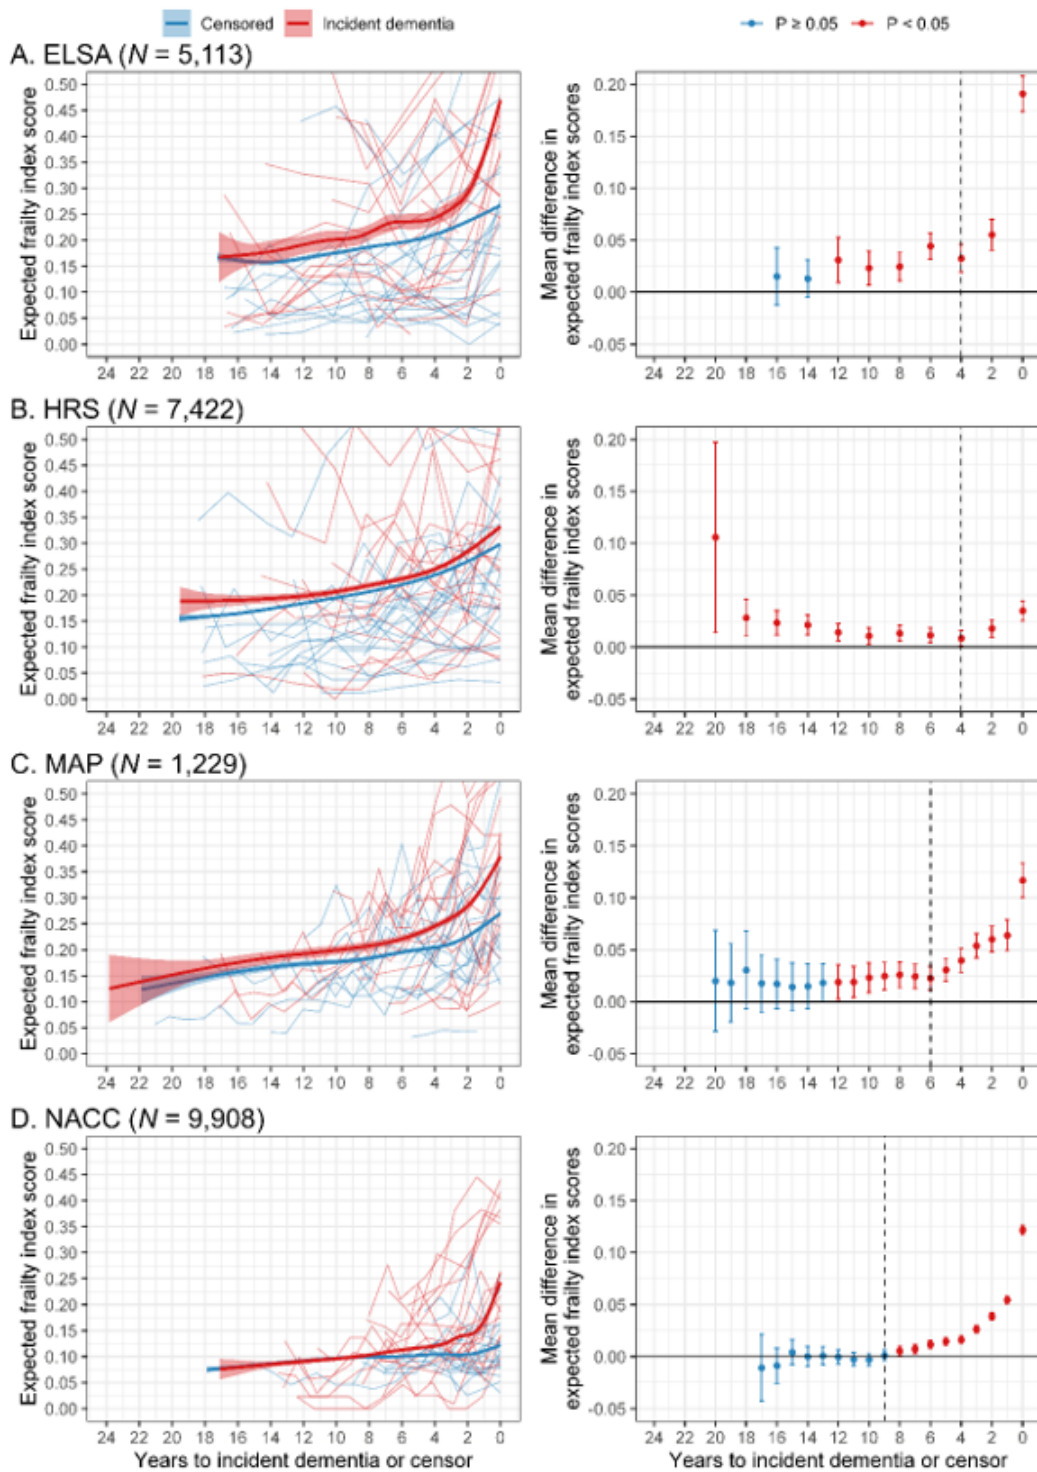 Censored Incident dementia P ≥ 0.05 P < 0.05
A. ELSA (N = 5,113)
Expected frailty index score
0.50
0.45
0.40
0.35
0.30
0.25
0.20
0.15
0.10
0.05
0.00
24 22 20 18 16 14 12 10 8 6 4 2 0
Mean difference in
expected frailty index scores
0.20
0.15
0.10
0.05
0.00
-0.05
24 22 20 18 16 14 12 10 8 6 4 2 0
B. HRS (N = 7,422)
Expected frailty index score
0.50
0.45
0.40
0.35
0.30
0.25
0.20
0.15
0.10
0.05
0.00
24 22 20 18 16 14 12 10 8 6 4 2 0
Mean difference in
expected frailty index scores
0.20
0.15
0.10
0.05
0.00
-0.05
24 22 20 18 16 14 12 10 8 6 4 2 0
C. MAP (N = 1,229)
Expected frailty index score
0.50
0.45
0.40
0.35
0.30
0.25
0.20
0.15
0.10
0.05
0.00
24 22 20 18 16 14 12 10 8 6 4 2 0
Mean difference in
expected frailty index scores
0.20
0.15
0.10
0.05
0.00
-0.05
24 22 20 18 16 14 12 10 8 6 4 2 0
D. NACC (N = 9,908)
Expected frailty index score
0.50
0.45
0.40
0.35
0.30
0.25
0.20
0.15
0.10
0.05
0.00
24 22 20 18 16 14 12 10 8 6 4 2 0
Years to incident dementia or censor
Mean difference in
expected frailty index scores
0.20
0.15
0.10
0.05
0.00
-0.05
24 22 20 18 16 14 12 10 8 6 4 2 0
Years to incident dementia or censor